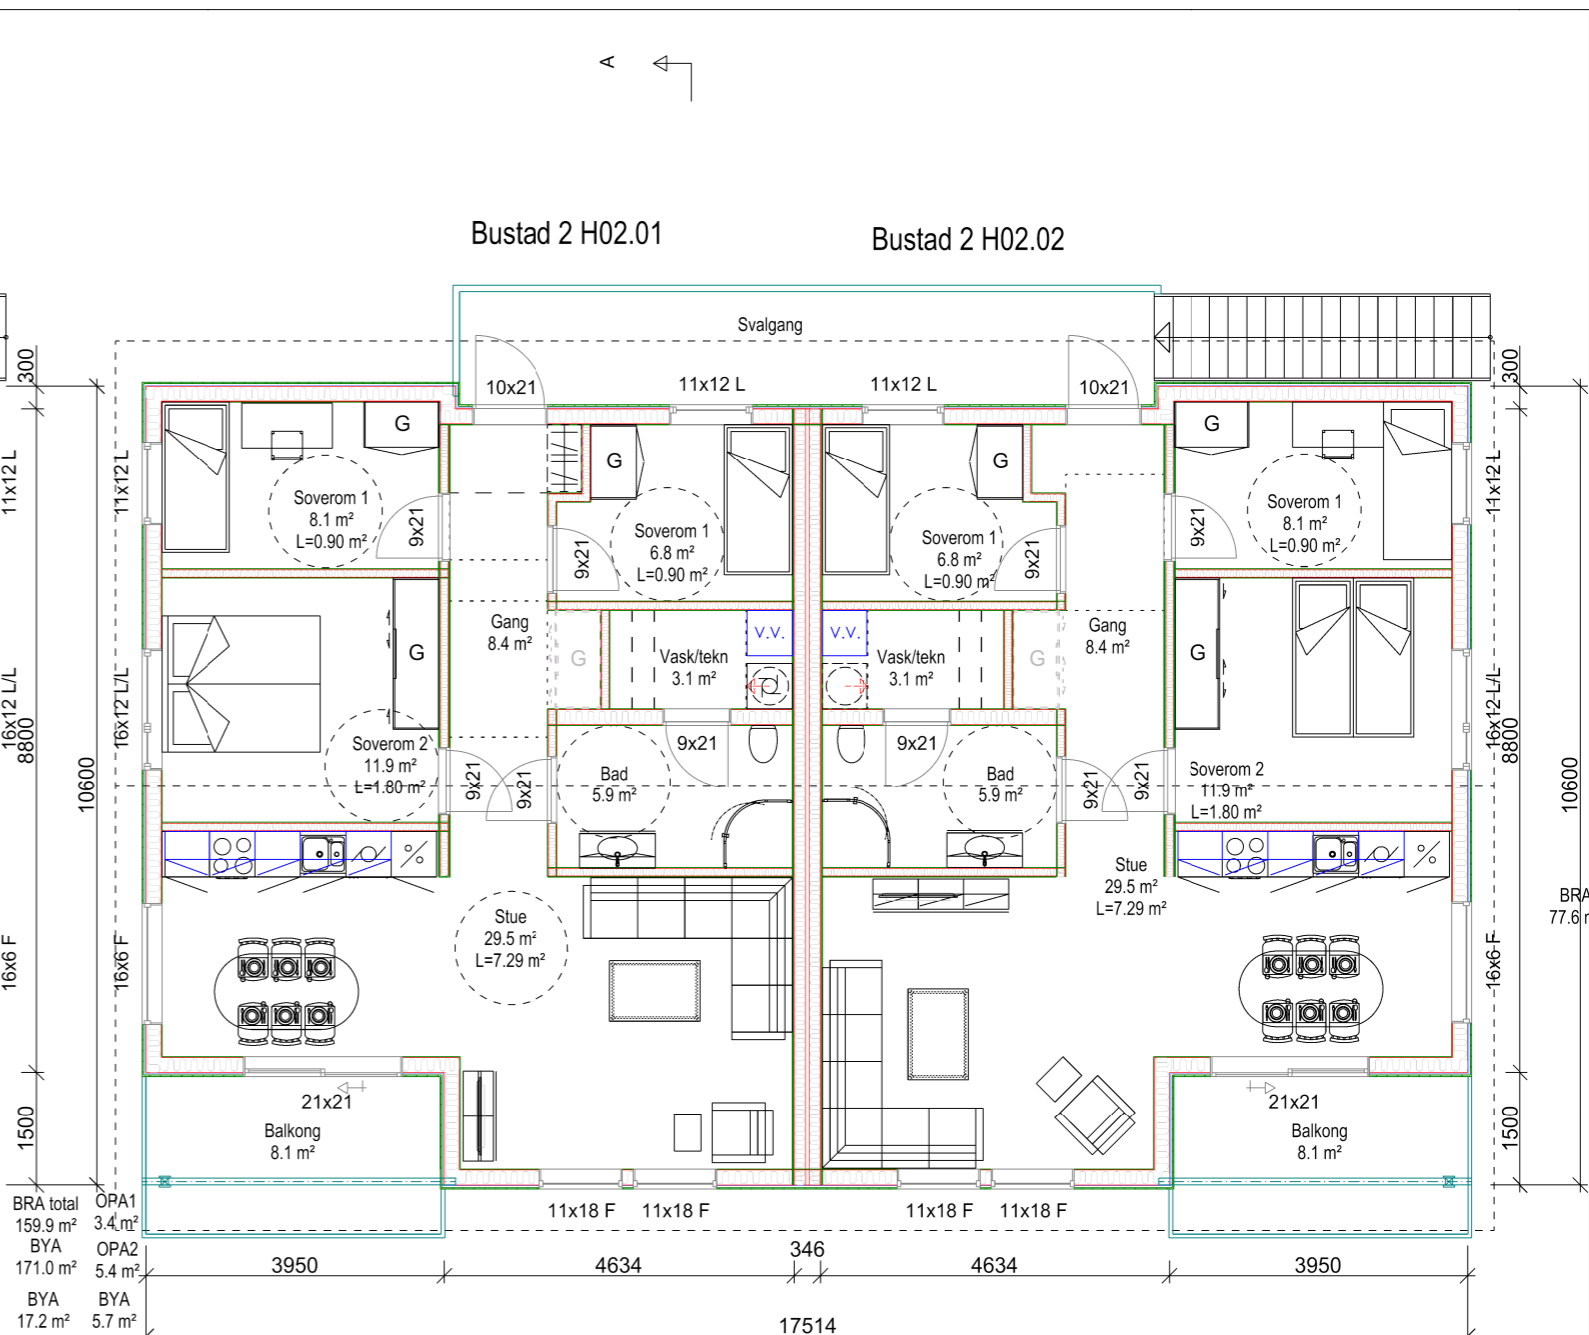 A
Bustad 2 H02.01
Bustad 2 H02.02
Svalgang
10x21
11x12 L
11x12 L
10x21
300
300
G
G
G
G
11x12 L
11x12 L
11x12 L
Soverom 1
8.1 m²
L=0.90 m²
9x21
Soverom 1
6.8 m²
L=0.90 m²
9x21
Soverom 1
6.8 m²
L=0.90 m²
9x21
Soverom 1
8.1 m²
L=0.90 m²
9x21
Gang
8.4 m²
G
V.V.
Vask/tekn
3.1 m²
V.V.
Vask/tekn
3.1 m²
G
Gang
8.4 m²
G
G
16x12 L/L
8800
16x12 L/L
10600
Soverom 2
11.9 m²
L=1.80 m²
9x21
9x21
Bad
5.9 m²
9x21
9x21
Bad
5.9 m²
9x21
9x21
Soverom 2
11.9 m²
L=1.80 m²
16x12 L/L
8800
10600
Stue
29.5 m²
L=7.29 m²
Stue
29.5 m²
L=7.29 m²
16x6 F
16x6 F
16x6 F
BRA
77.6 m
21x21
Balkong
8.1 m²
21x21
Balkong
8.1 m²
1500
1500
11x18 F
11x18 F
11x18 F
11x18 F
BRA total
159.9 m²
OPA1
3.4 m²
BYA
171.0 m²
OPA2
5.4 m²
BYA
17.2 m²
BYA
5.7 m²
3950
4634
346
4634
3950
17514